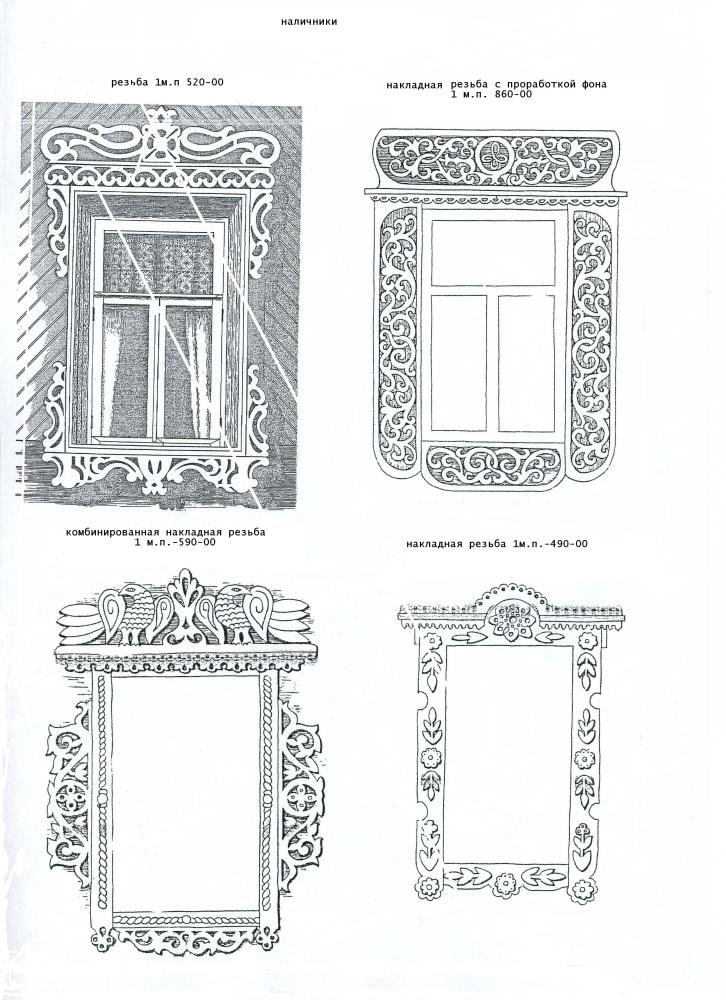 наличники
резьба 1м.п 520-00
накладная резьба с проработкой фона
1 м.п. 860-00
комбинированная накладная резьба
1 м.п.-590-00
накладная резьба 1м.п.-490-00